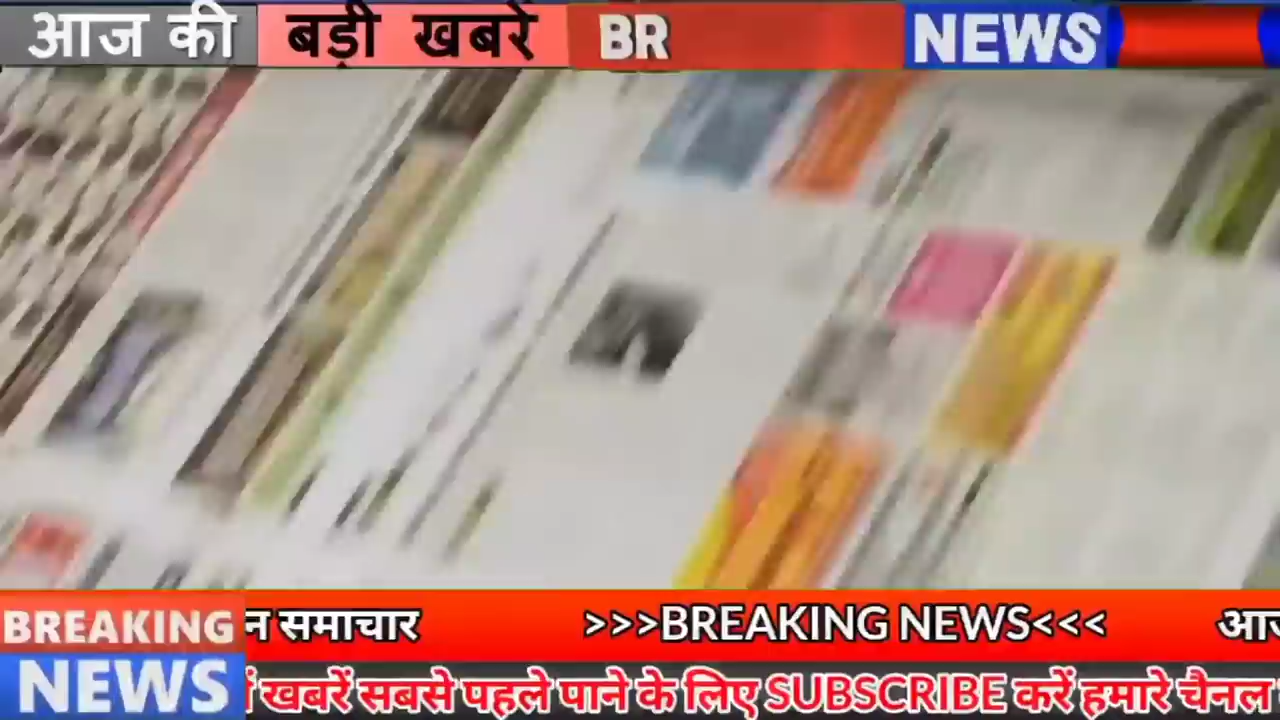 आज की बड़ी खबरें BR NEWS
BREAKING NEWS
न समाचार >>>BREAKING NEWS<<< आज
खबरें सबसे पहले पाने के लिए SUBSCRIBE करें हमारे चैनल